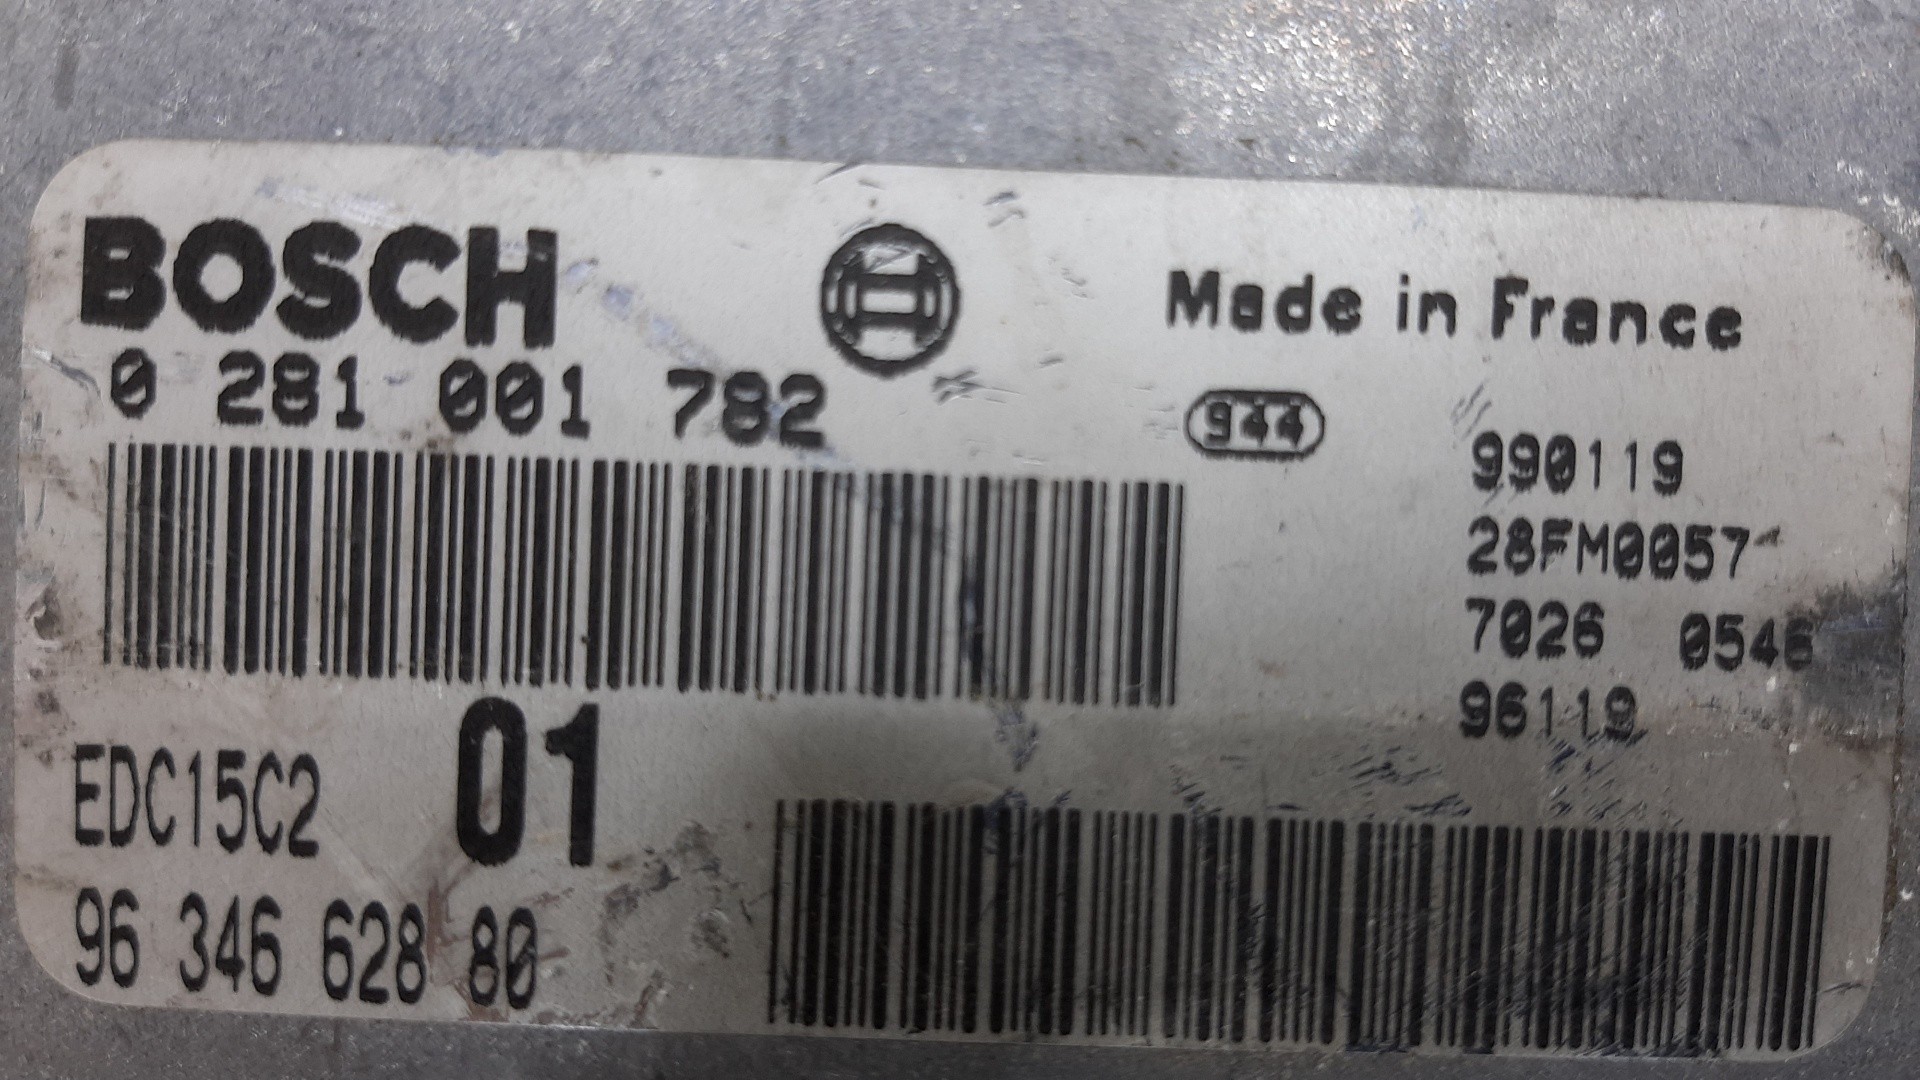 BOSCH
Made in France
0 281 001 782
944
990119
28FM0057
7026 0546
96119
EDC15C2 01
96 346 628 80